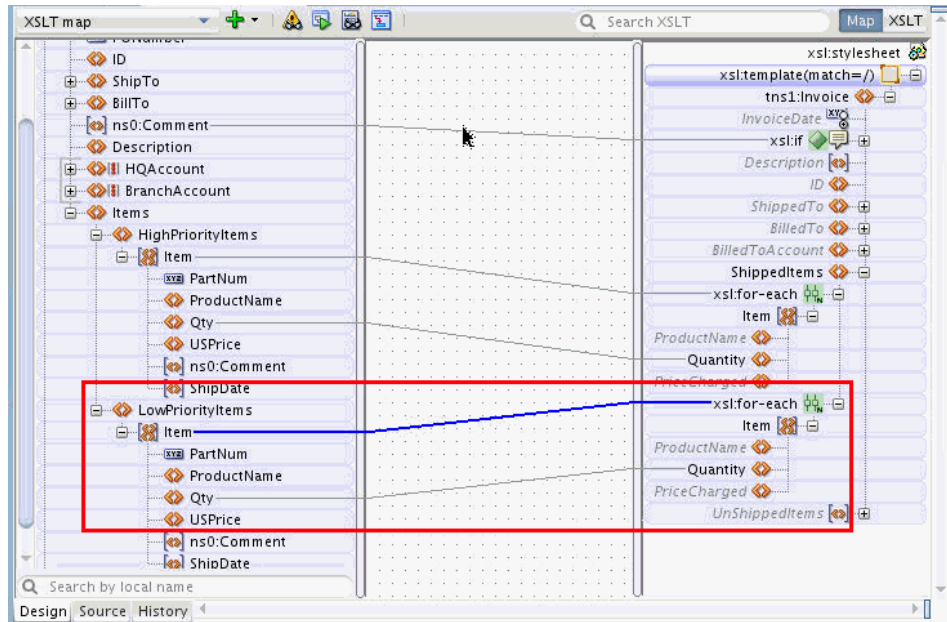 XSLT map
Search XSLT
Map XSLT
ID
ShipTo
BillTo
ns0:Comment
Description
HQAccount
BranchAccount
Items
HighPriorityItems
Item
PartNum
ProductName
Qty
USPrice
ns0:Comment
ShipDate
LowPriorityItems
Item
PartNum
ProductName
Qty
USPrice
ns0:Comment
ShipDate
Search by local name
xsl:stylesheet
xsl:template(match=/)
tns1:Invoice
InvoiceDate
xsl:if
Description
ID
ShippedTo
BilledTo
BilledToAccount
ShippedItems
xsl:for-each
Item
ProductName
Quantity
PriceCharged
xsl:for-each
Item
ProductName
Quantity
PriceCharged
UnShippedItems
Design Source History